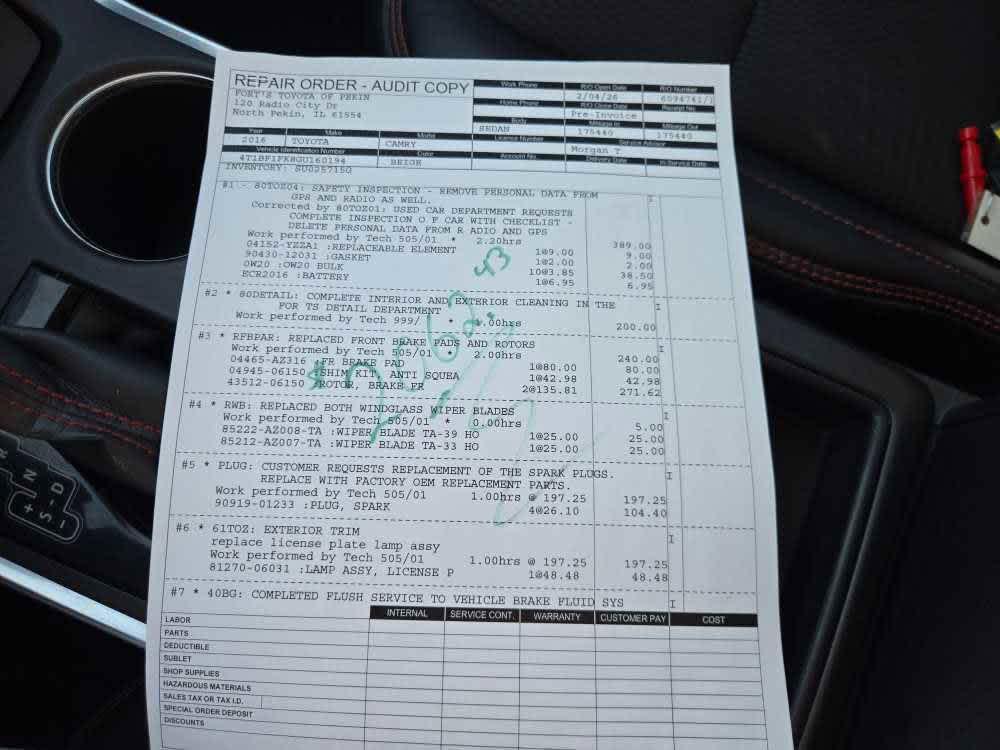 REPAIR ORDER - AUDIT COPY
FORT'S TOYOTA OF PEKIN
120 Radio City Dr
North Pekin, IL 61554
Work Phone R/O Open Date R/O Number
2/04/26 6094741/1
Home Phone R/O Close Date Receipt No.
Pre-Invoice
Body Mileage In Mileage Out
SEDAN 175440 175440
Year Make Model Licence Number Service Advisor
2016 TOYOTA CAMRY Morgan T
Vehicle Identification Number Color Account No. Delivery Date In Service Date
4T1BF1FK8GU160194 BEIGE
INVENTORY: SU025715Q
#1 - 80TOZ04: SAFETY INSPECTION - REMOVE PERSONAL DATA FROM I
GPS AND RADIO AS WELL.
Corrected by 80TOZ01: USED CAR DEPARTMENT REQUESTS
COMPLETE INSPECTION O F CAR WITH CHECKLIST -
DELETE PERSONAL DATA FROM R ADIO AND GPS
Work performed by Tech 505/01 * 2.20hrs 389.00
04152-YZZA1 :REPLACEABLE ELEMENT 1@9.00 9.00
90430-12031 :GASKET 1@2.00 2.00
0W20 :OW20 BULK 10@3.85 38.50
ECR2016 :BATTERY 1@6.95 6.95
#2 * 80DETAIL: COMPLETE INTERIOR AND EXTERIOR CLEANING IN THE I
FOR TS DETAIL DEPARTMENT
Work performed by Tech 999/ * 4.00hrs 200.00
#3 * RFBPAR: REPLACED FRONT BRAKE PADS AND ROTORS I
Work performed by Tech 505/01 * 2.00hrs 240.00
04465-AZ316 :FR BRAKE PAD 1@80.00 80.00
04945-06150 :SHIM KIT, ANTI SQUEA 1@42.98 42.98
43512-06150 :ROTOR, BRAKE FR 2@135.81 271.62
#4 * RWB: REPLACED BOTH WINDGLASS WIPER BLADES I
Work performed by Tech 505/01 * 0.00hrs 5.00
85222-AZ008-TA :WIPER BLADE TA-39 HO 1@25.00 25.00
85212-AZ007-TA :WIPER BLADE TA-33 HO 1@25.00 25.00
#5 * PLUG: CUSTOMER REQUESTS REPLACEMENT OF THE SPARK PLUGS. I
REPLACE WITH FACTORY OEM REPLACEMENT PARTS.
Work performed by Tech 505/01 1.00hrs @ 197.25 197.25
90919-01233 :PLUG, SPARK 4@26.10 104.40
#6 * 61TOZ: EXTERIOR TRIM I
replace license plate lamp assy
Work performed by Tech 505/01 1.00hrs @ 197.25 197.25
81270-06031 :LAMP ASSY, LICENSE P 1@48.48 48.48
#7 * 40BG: COMPLETED FLUSH SERVICE TO VEHICLE BRAKE FLUID SYS I
INTERNAL SERVICE CONT. WARRANTY CUSTOMER PAY COST
LABOR
PARTS
DEDUCTIBLE
SUBLET
SHOP SUPPLIES
HAZARDOUS MATERIALS
SALES TAX OR TAX I.D.
SPECIAL ORDER DEPOSIT
DISCOUNTS
N
D
S
+
-